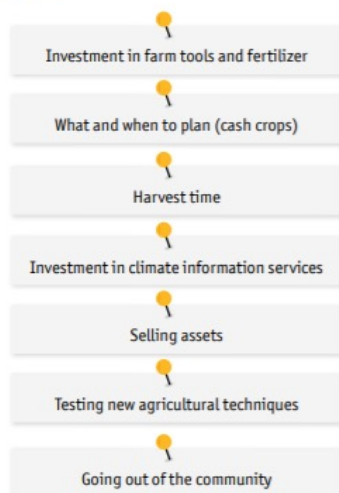 Investment in farm tools and fertilizer
What and when to plan (cash crops)
Harvest time
Investment in climate information services
Selling assets
Testing new agricultural techniques
Going out of the community